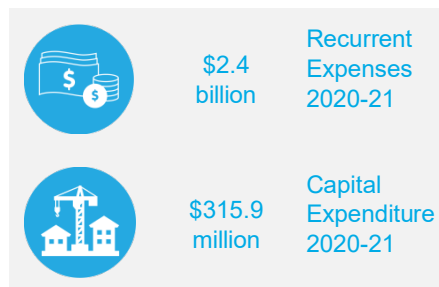 $
$
$2.4
billion
Recurrent
Expenses
2020-21
$315.9
million
Capital
Expenditure
2020-21